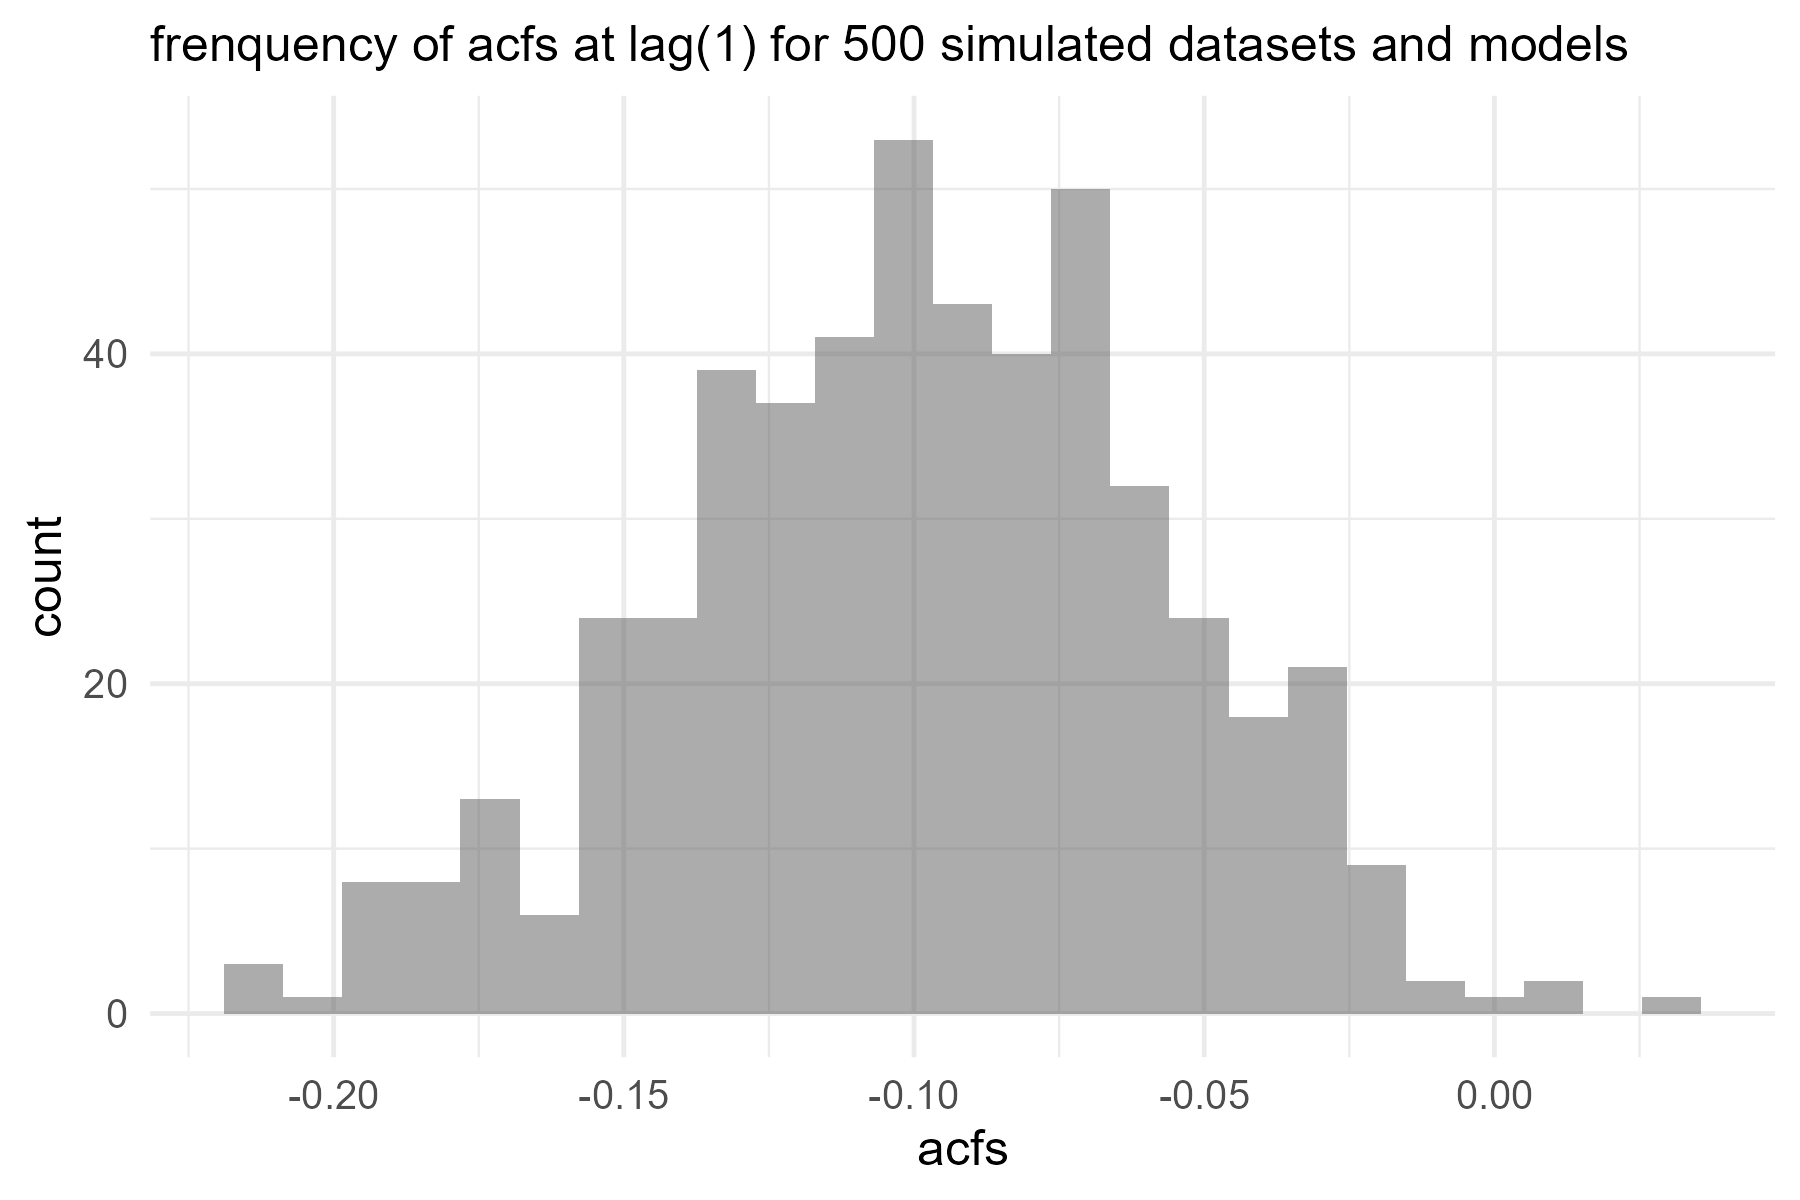 frenquency of acfs at lag(1) for 500 simulated datasets and models
count
40
20
0
-0.20 -0.15 -0.10 -0.05 0.00
acfs